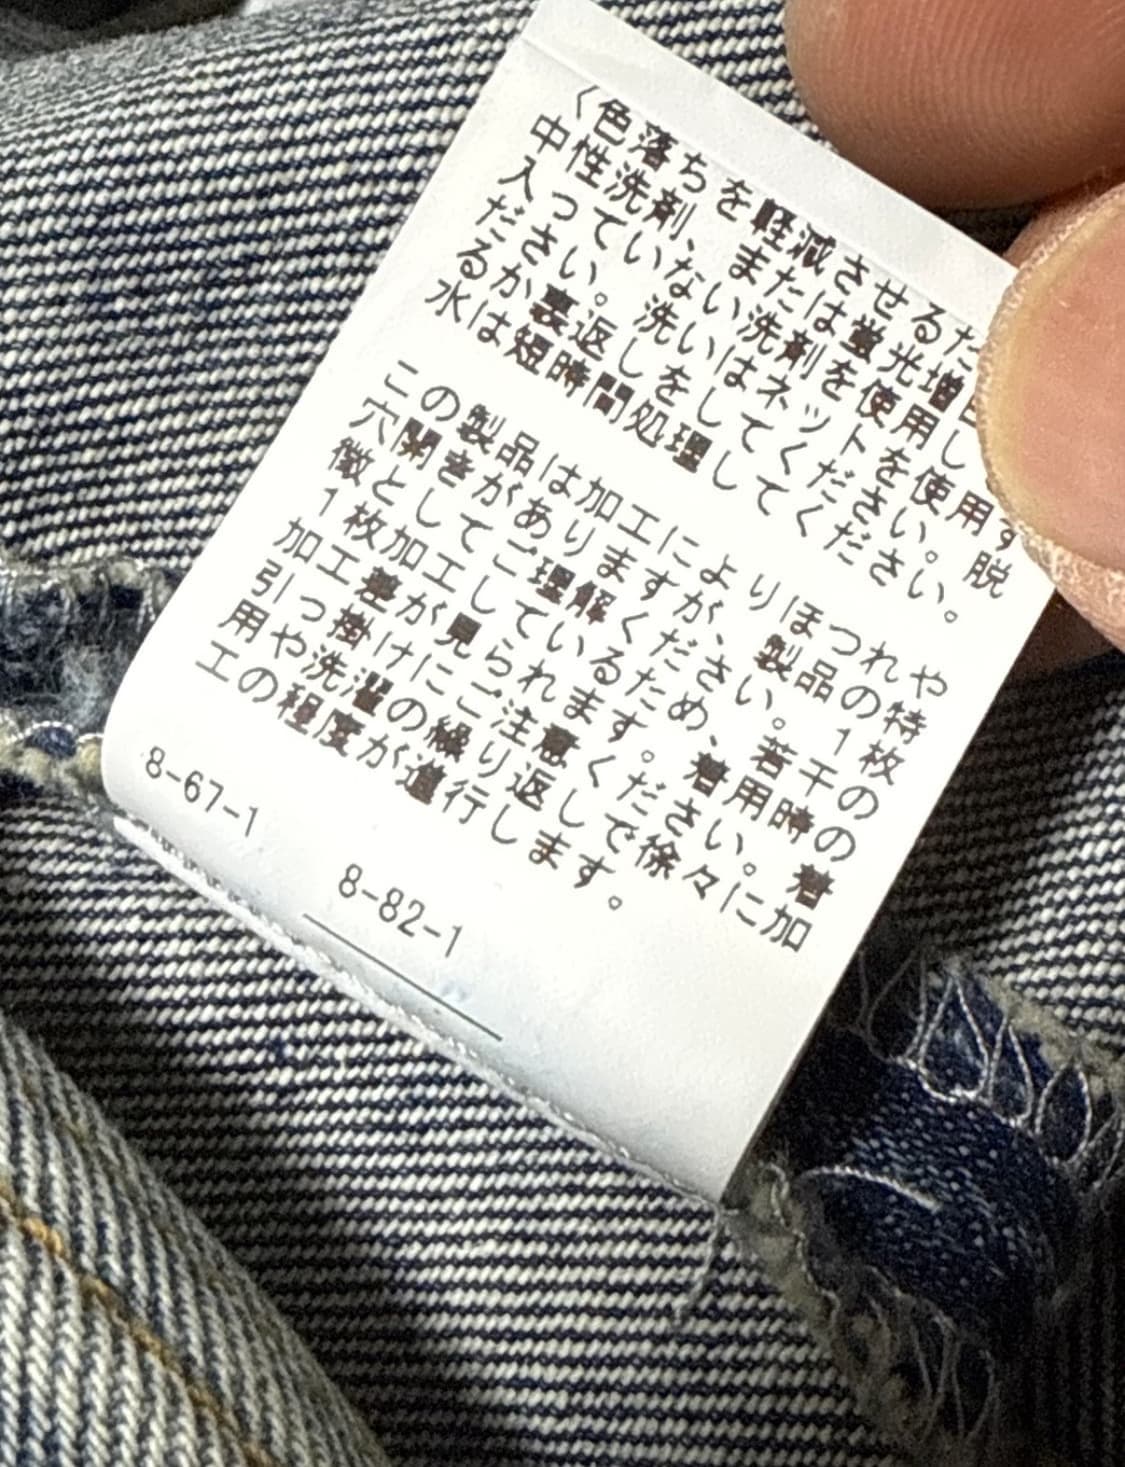 〈色落ちを軽減させるた
中性洗剤、または蛍光増白
入っていない洗剤を使用し
ださい。洗いはネットを使用す
るか裏返しをしてください。脱
水は短時間処理してください。
この製品は加工によりほつれや
穴開きがありますが、製品の特
徴としてご理解ください。1枚
1枚加工しているため、若干の
加工差が見られます。着用時の
引っ掛けにご注意ください。着
用や洗濯の繰り返しで徐々に加
工の程度が進行します。
8-67-1
8-82-1